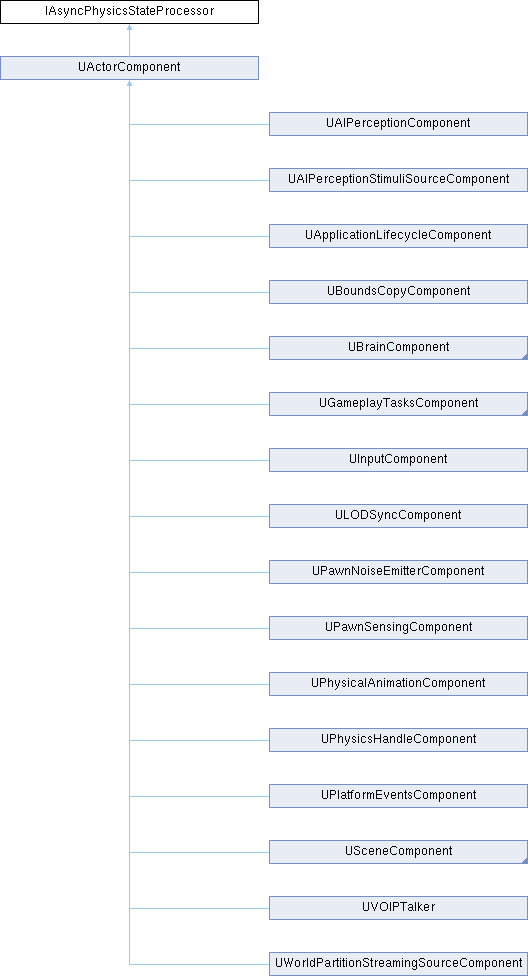 IAsyncPhysicsStateProcessor
UActorComponent
UAIPerceptionComponent
UAIPerceptionStimuliSourceComponent
UApplicationLifecycleComponent
UBoundsCopyComponent
UBrainComponent
UGameplayTasksComponent
UInputComponent
ULODSyncComponent
UPawnNoiseEmitterComponent
UPawnSensingComponent
UPhysicalAnimationComponent
UPhysicsHandleComponent
UPlatformEventsComponent
USceneComponent
UVOIPTalker
UWorldPartitionStreamingSourceComponent